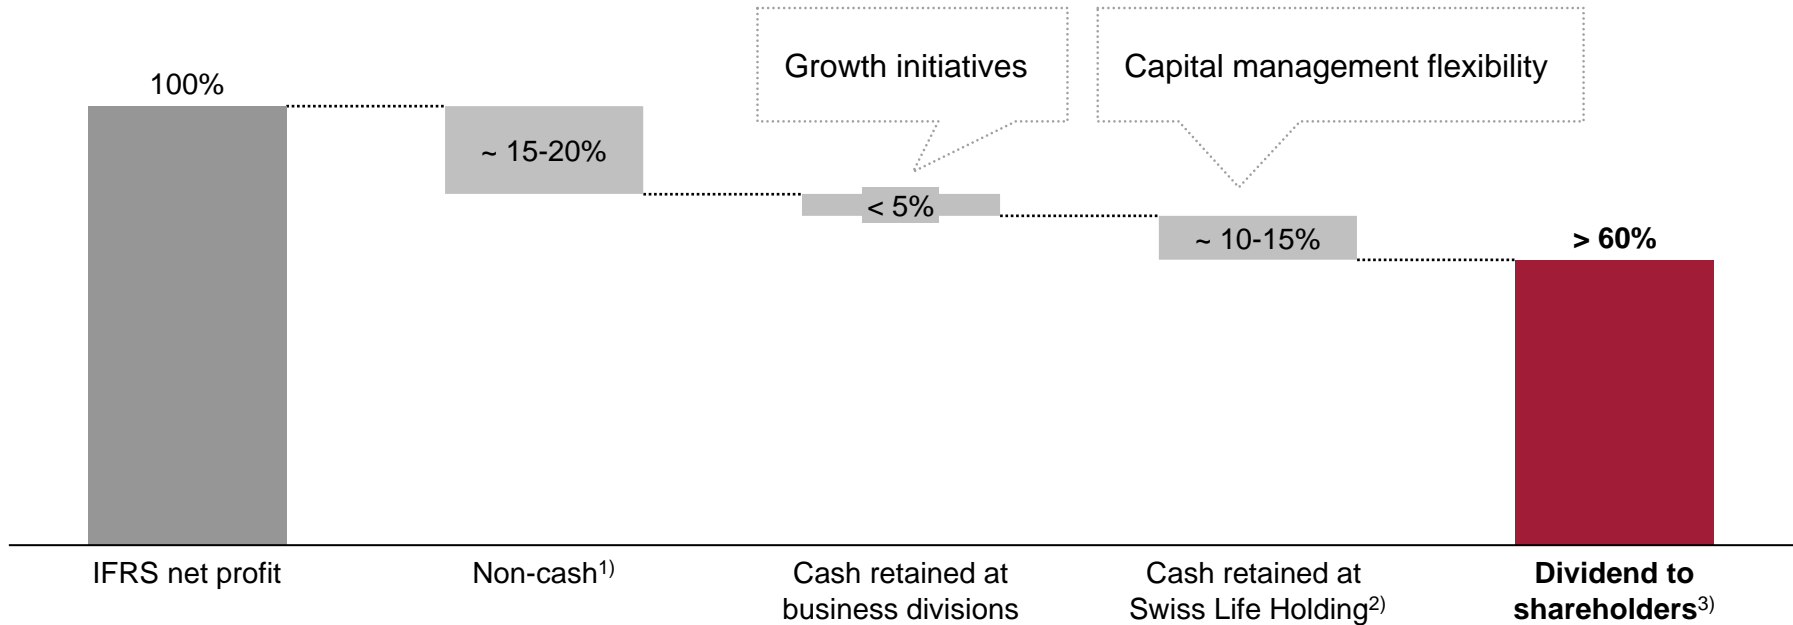 Growth initiatives
Capital management flexibility
100%
~ 15-20%
< 5%
~ 10-15%
> 60%
IFRS net profit
Non-cash1)
Cash retained at
business divisions
Cash retained at
Swiss Life Holding2)
Dividend to
shareholders3)